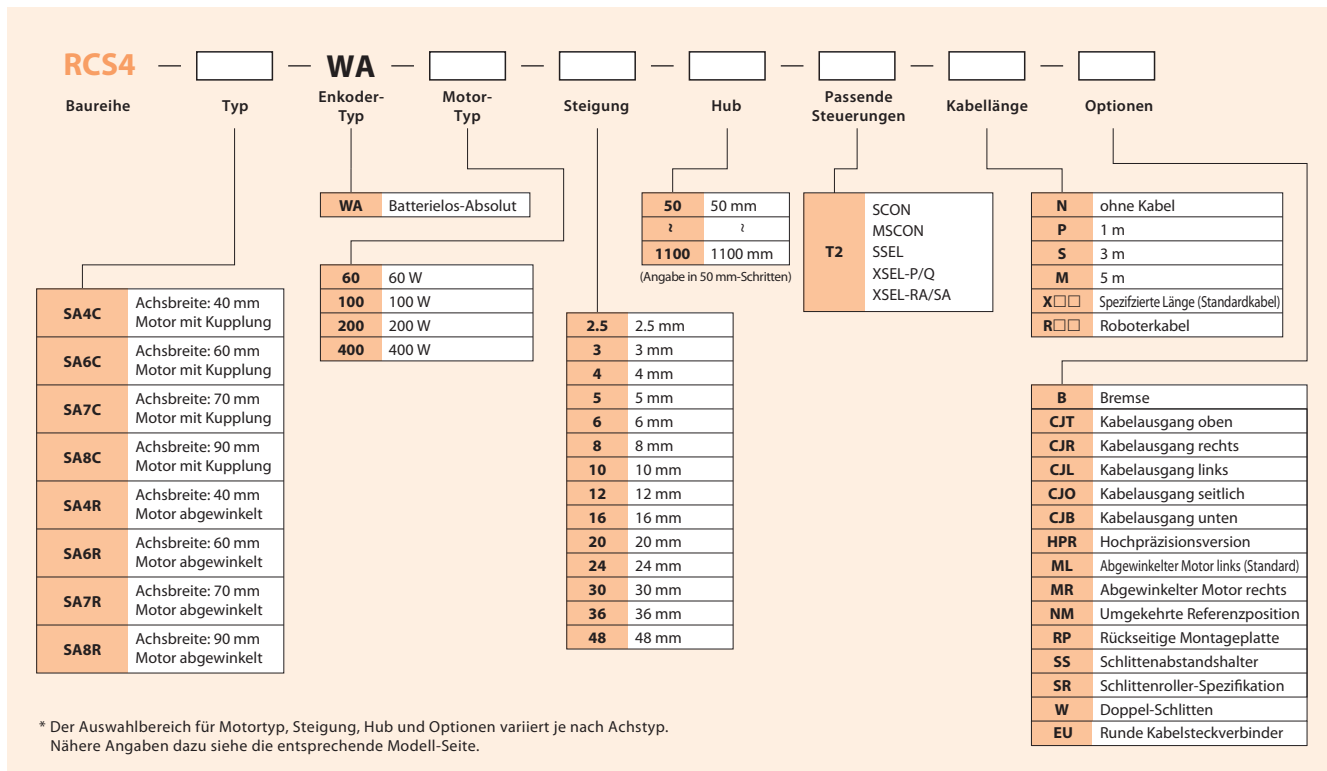 RCS4 — — WA — — — — — —
Baureihe
Typ
Enkoder-
Typ
Motor-
Typ
Steigung
Hub
Passende
Steuerungen
Kabellänge
Optionen
WA Batterielos-Absolut
60 60 W
100 100 W
200 200 W
400 400 W
SA4C Achsbreite: 40 mm
Motor mit Kupplung
SA6C Achsbreite: 60 mm
Motor mit Kupplung
SA7C Achsbreite: 70 mm
Motor mit Kupplung
SA8C Achsbreite: 90 mm
Motor mit Kupplung
SA4R Achsbreite: 40 mm
Motor abgewinkelt
SA6R Achsbreite: 60 mm
Motor abgewinkelt
SA7R Achsbreite: 70 mm
Motor abgewinkelt
SA8R Achsbreite: 90 mm
Motor abgewinkelt
2.5 2.5 mm
3 3 mm
4 4 mm
5 5 mm
6 6 mm
8 8 mm
10 10 mm
12 12 mm
16 16 mm
20 20 mm
24 24 mm
30 30 mm
36 36 mm
48 48 mm
50 50 mm
~ ~
1100 1100 mm
(Angabe in 50 mm-Schritten)
T2
SCON
MSCON
SSEL
XSEL-P/Q
XSEL-RA/SA
N ohne Kabel
P 1 m
S 3 m
M 5 m
X□□ Spezifzierte Länge (Standardkabel)
R□□ Roboterkabel
B Bremse
CJT Kabelausgang oben
CJR Kabelausgang rechts
CJL Kabelausgang links
CJO Kabelausgang seitlich
CJB Kabelausgang unten
HPR Hochpräzisionsversion
ML Abgewinkelter Motor links (Standard)
MR Abgewinkelter Motor rechts
NM Umgekehrte Referenzposition
RP Rückseitige Montageplatte
SS Schlittenabstandshalter
SR Schlittenroller-Spezifikation
W Doppel-Schlitten
EU Runde Kabelsteckverbinder
* Der Auswahlbereich für Motortyp, Steigung, Hub und Optionen variiert je nach Achstyp.
Nähere Angaben dazu siehe die entsprechende Modell-Seite.